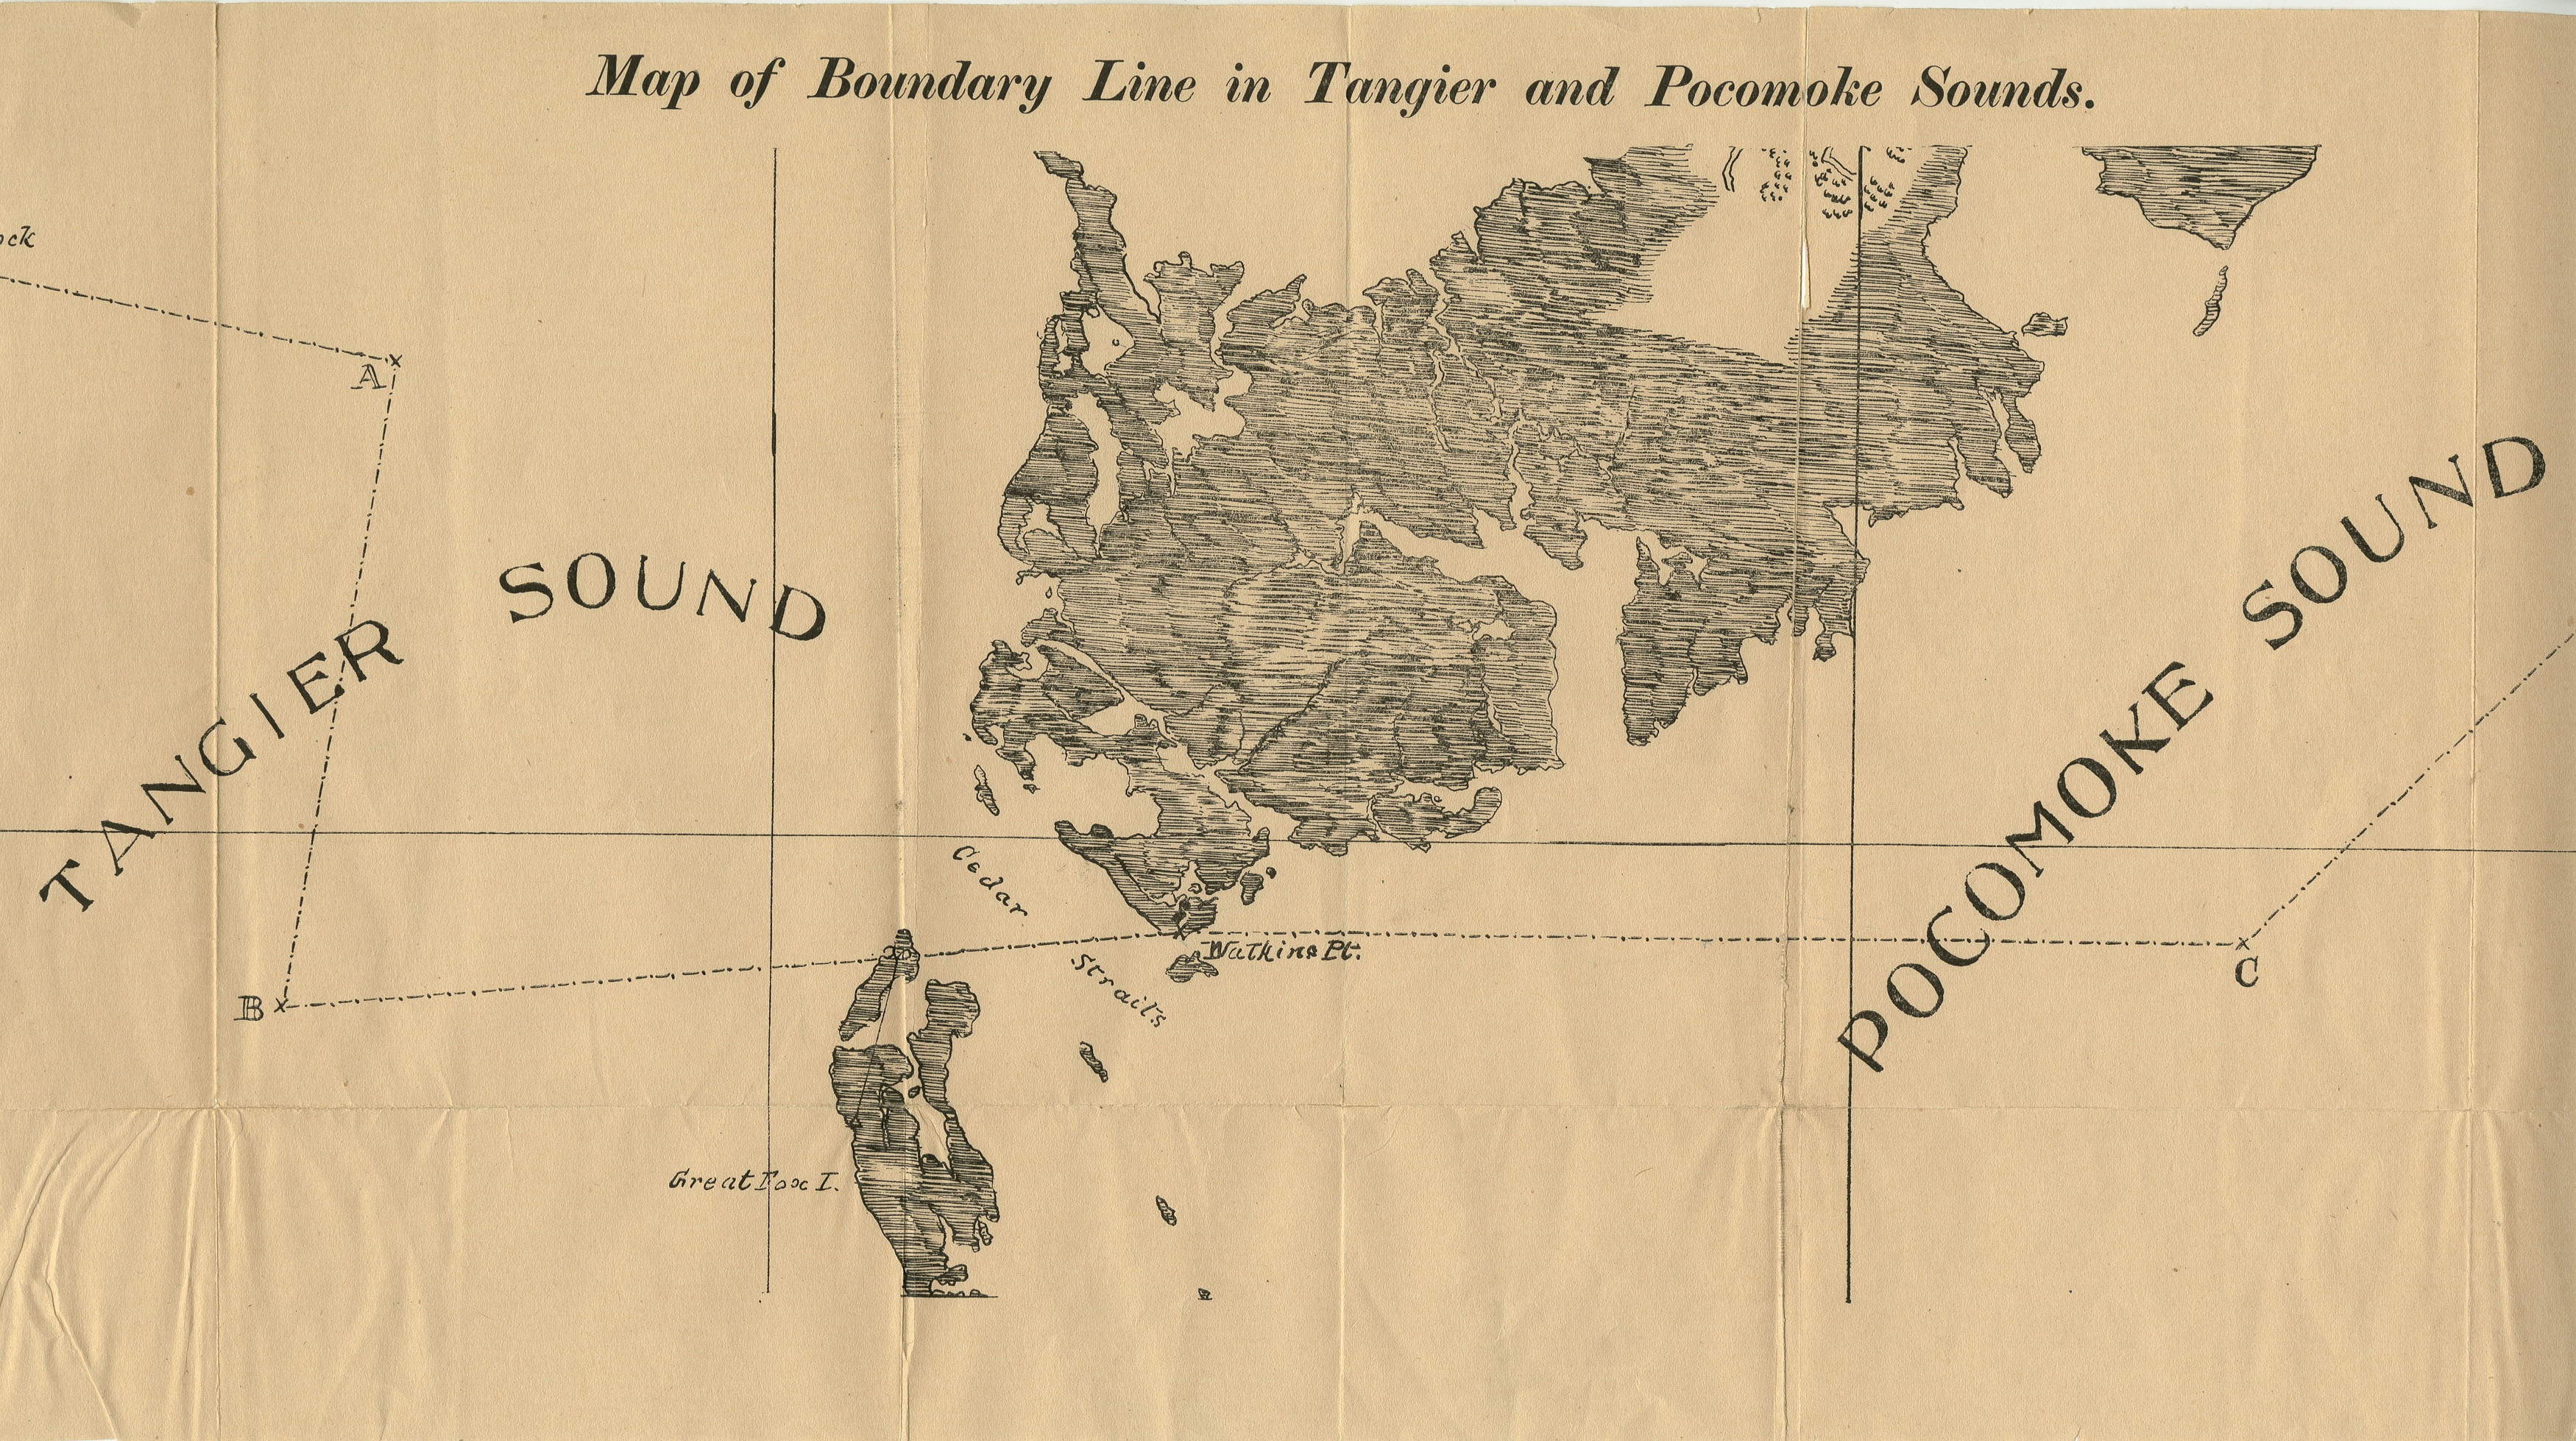 Map of Boundary Line in Tangier and Pocomoke Sounds.
ock
A
TANGIER SOUND
POCOMOKE SOUND
Cedar
Straits
Watkins Pt.
B
C
Great Fox I.